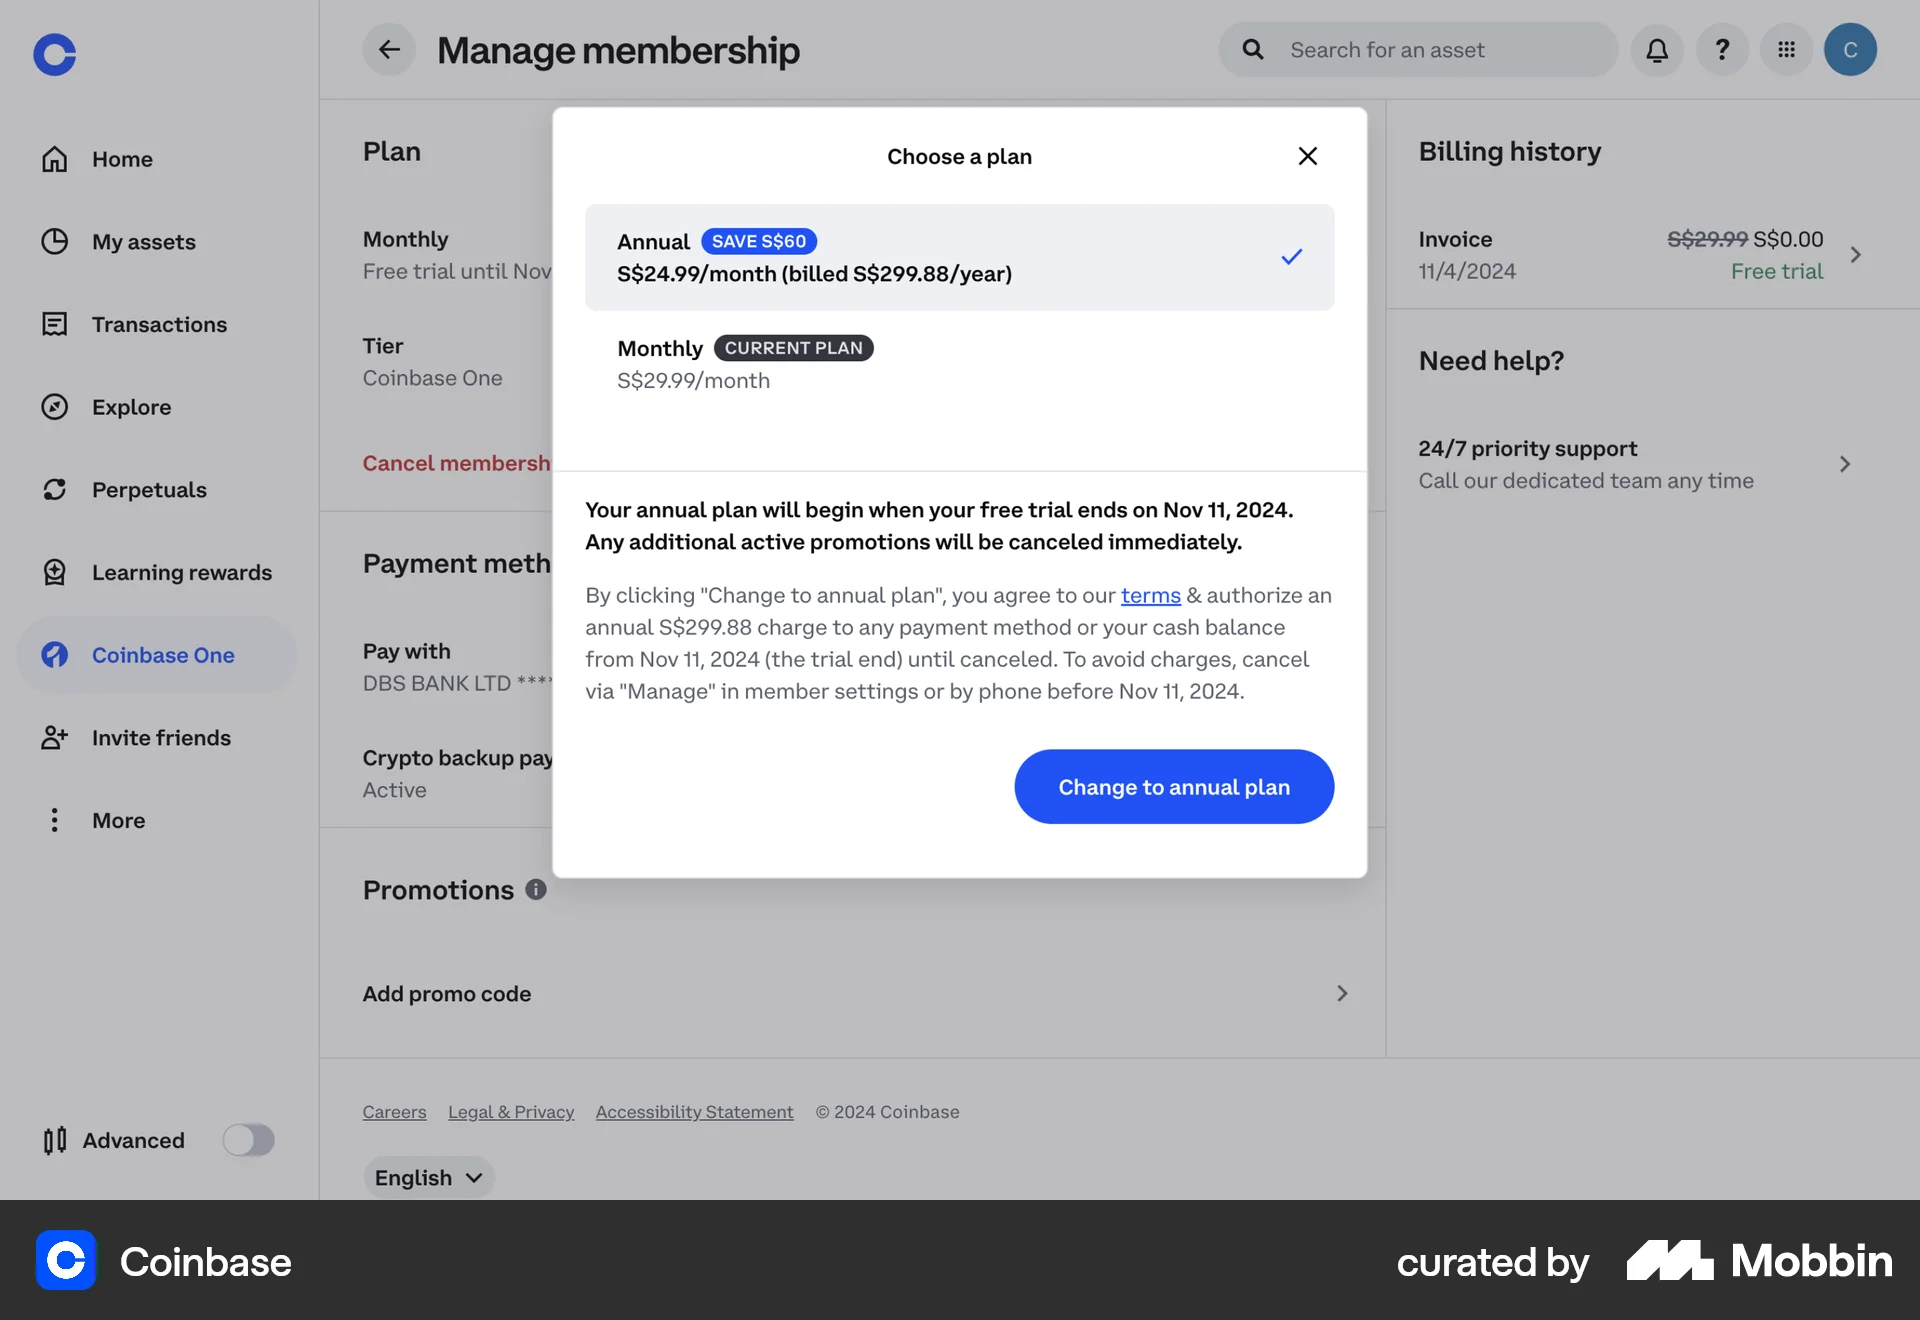 Manage membership
Search for an asset
C
Home
My assets
Transactions
Explore
Perpetuals
Learning rewards
Coinbase One
Invite friends
More
Advanced
Plan
Monthly
Free trial until Nov
Tier
Coinbase One
Cancel membersh
Payment meth
Pay with
DBS BANK LTD ****
Crypto backup pay
Active
Promotions
Add promo code
Choose a plan
Annual SAVE S$60
S$24.99/month (billed S$299.88/year)
Monthly CURRENT PLAN
S$29.99/month
Your annual plan will begin when your free trial ends on Nov 11, 2024.
Any additional active promotions will be canceled immediately.
By clicking "Change to annual plan", you agree to our terms & authorize an
annual S$299.88 charge to any payment method or your cash balance
from Nov 11, 2024 (the trial end) until canceled. To avoid charges, cancel
via "Manage" in member settings or by phone before Nov 11, 2024.
Change to annual plan
Billing history
Invoice S$29.99 S$0.00
11/4/2024 Free trial
Need help?
24/7 priority support
Call our dedicated team any time
Careers Legal & Privacy Accessibility Statement © 2024 Coinbase
English
Coinbase
curated by Mobbin